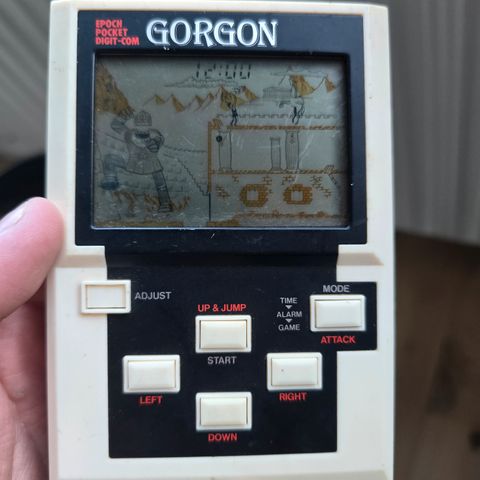 EPOCH
POCKET
DIGIT-COM
GORGON
12:00
ADJUST
UP & JUMP
START
TIME
ALARM
GAME
MODE
ATTACK
LEFT
RIGHT
DOWN